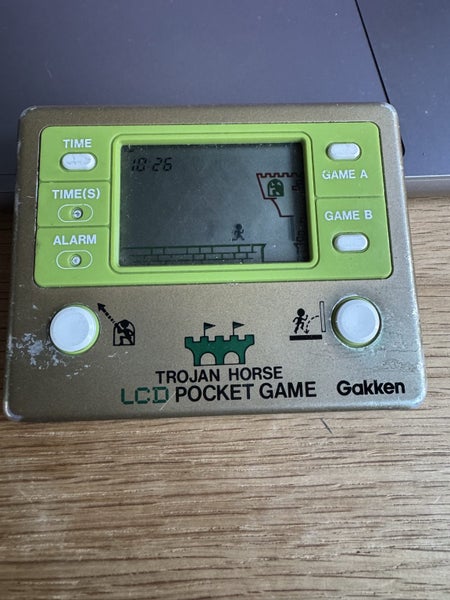 TIME
TIME(S)
ALARM
10:26
GAME A
GAME B
TROJAN HORSE
LCD POCKET GAME
Gakken